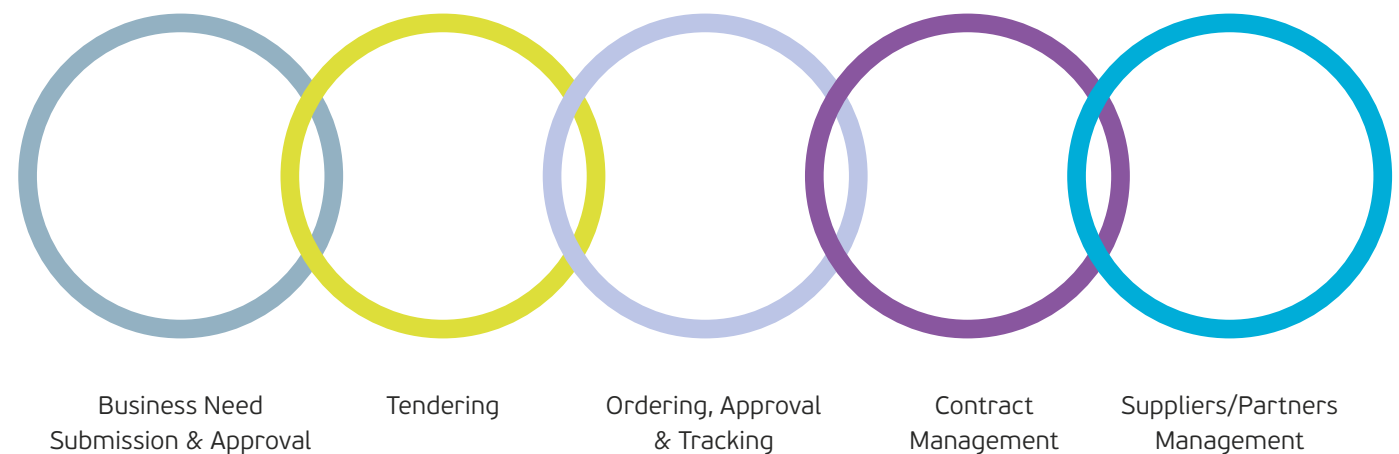 Business Need
Submission & Approval
Tendering
Ordering, Approval
& Tracking
Contract
Management
Suppliers/Partners
Management